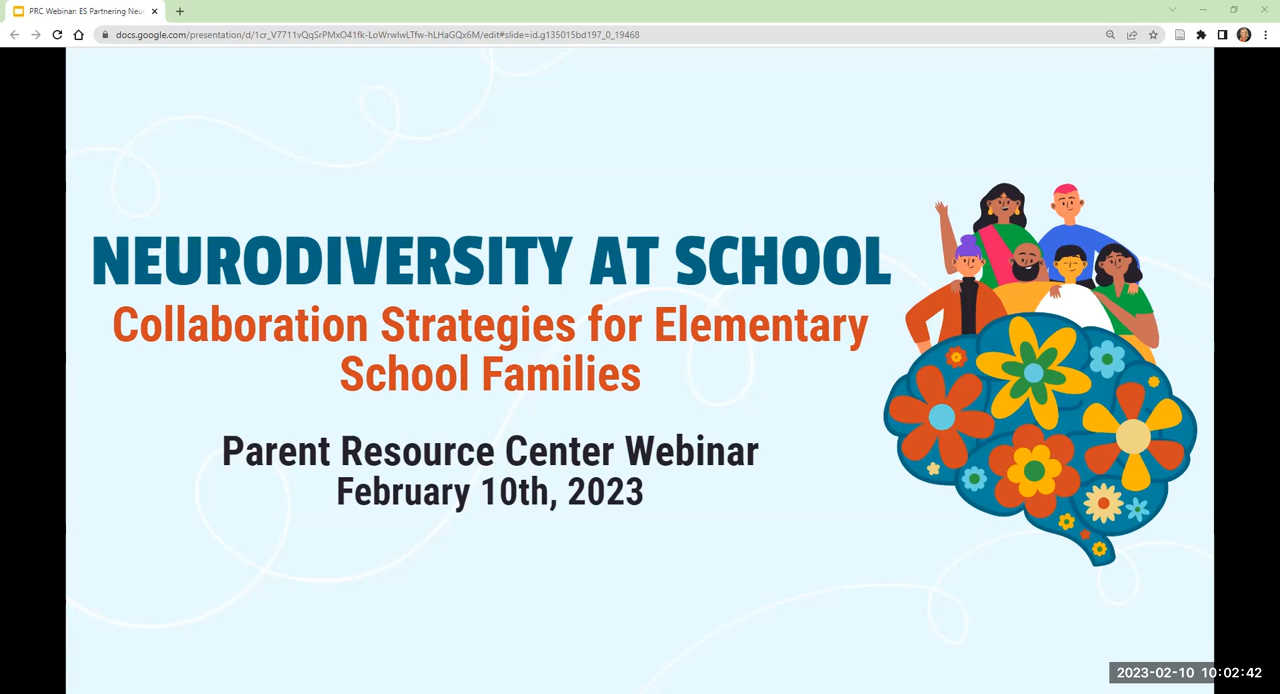 PRC Webinar: ES Partnering Neur
docs.google.com/presentation/d/1cr_V7711vQqSrPMxO41fk-LoWrwlwLTfw-hLHaGQx6M/edit#slide=id.g135015bd197_0_19468
NEURODIVERSITY AT SCHOOL
Collaboration Strategies for Elementary
School Families
Parent Resource Center Webinar
February 10th, 2023
2023-02-10 10:02:42